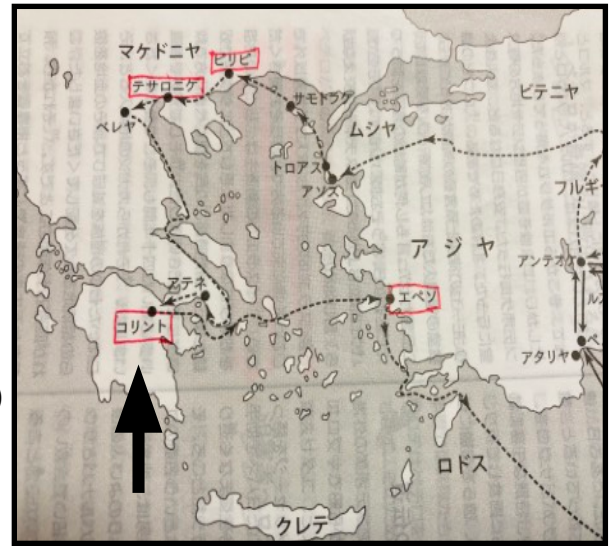 マケドニヤ
ピリピ
テサロニケ
サモトラケ
ビテニヤ
ベレヤ
ムシヤ
トロアス
アソス
フルギ
アジヤ
アンテオケ
アテネ
エペソ
コリント
アタリヤ
ロドス
クレテ